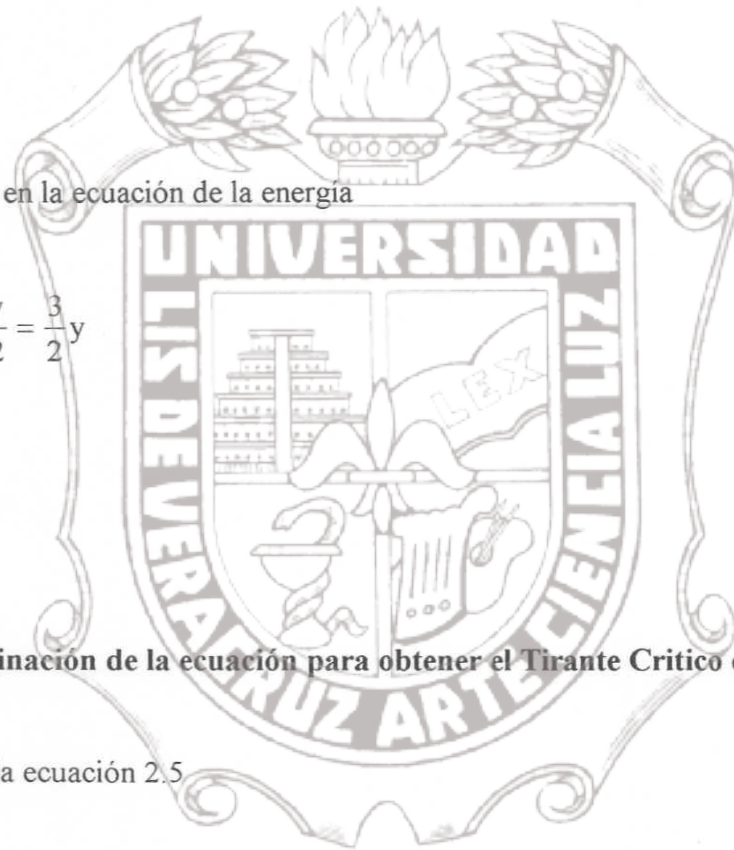 en la ecuación de la energía
UNIVERSIDAD
= 3/2 y
LEX
LIS DE VERACRUZ ARTE CIENCIA LUZ
inación de la ecuación para obtener el Tirante Critico
a ecuación 2.5